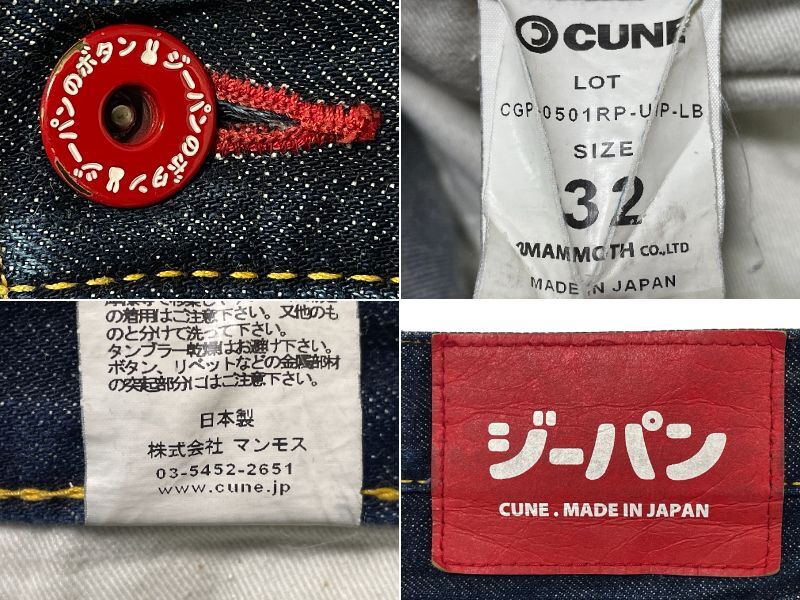 ジーパンのボタン
ジーパンのボタン
CUNE
LOT
CGP-0501RP-U/P-LB
SIZE
32
MAMMOTH CO.,LTD
MADE IN JAPAN
の着用はご注意下さい。又他のも
のと分けて洗って下さい。
タンブラー乾燥はお避け下さい。
ボタン、リベットなどの金属部材
の突起部分にはご注意下さい。
日本製
株式会社 マンモス
03-5452-2651
www.cune.jp
ジーパン
CUNE . MADE IN JAPAN